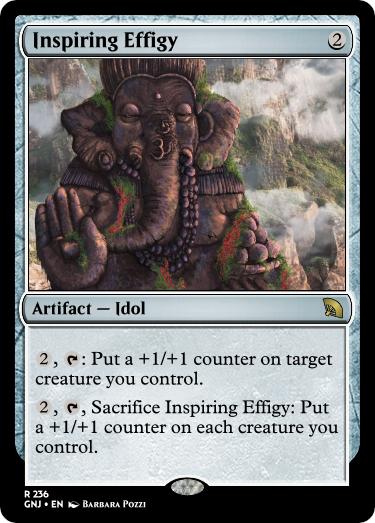 Inspiring Effigy 2
Artifact — Idol
2, : Put a +1/+1 counter on target
creature you control.
2, , Sacrifice Inspiring Effigy: Put
a +1/+1 counter on each creature you
control.
R 236
GNJ • EN Barbara Pozzi